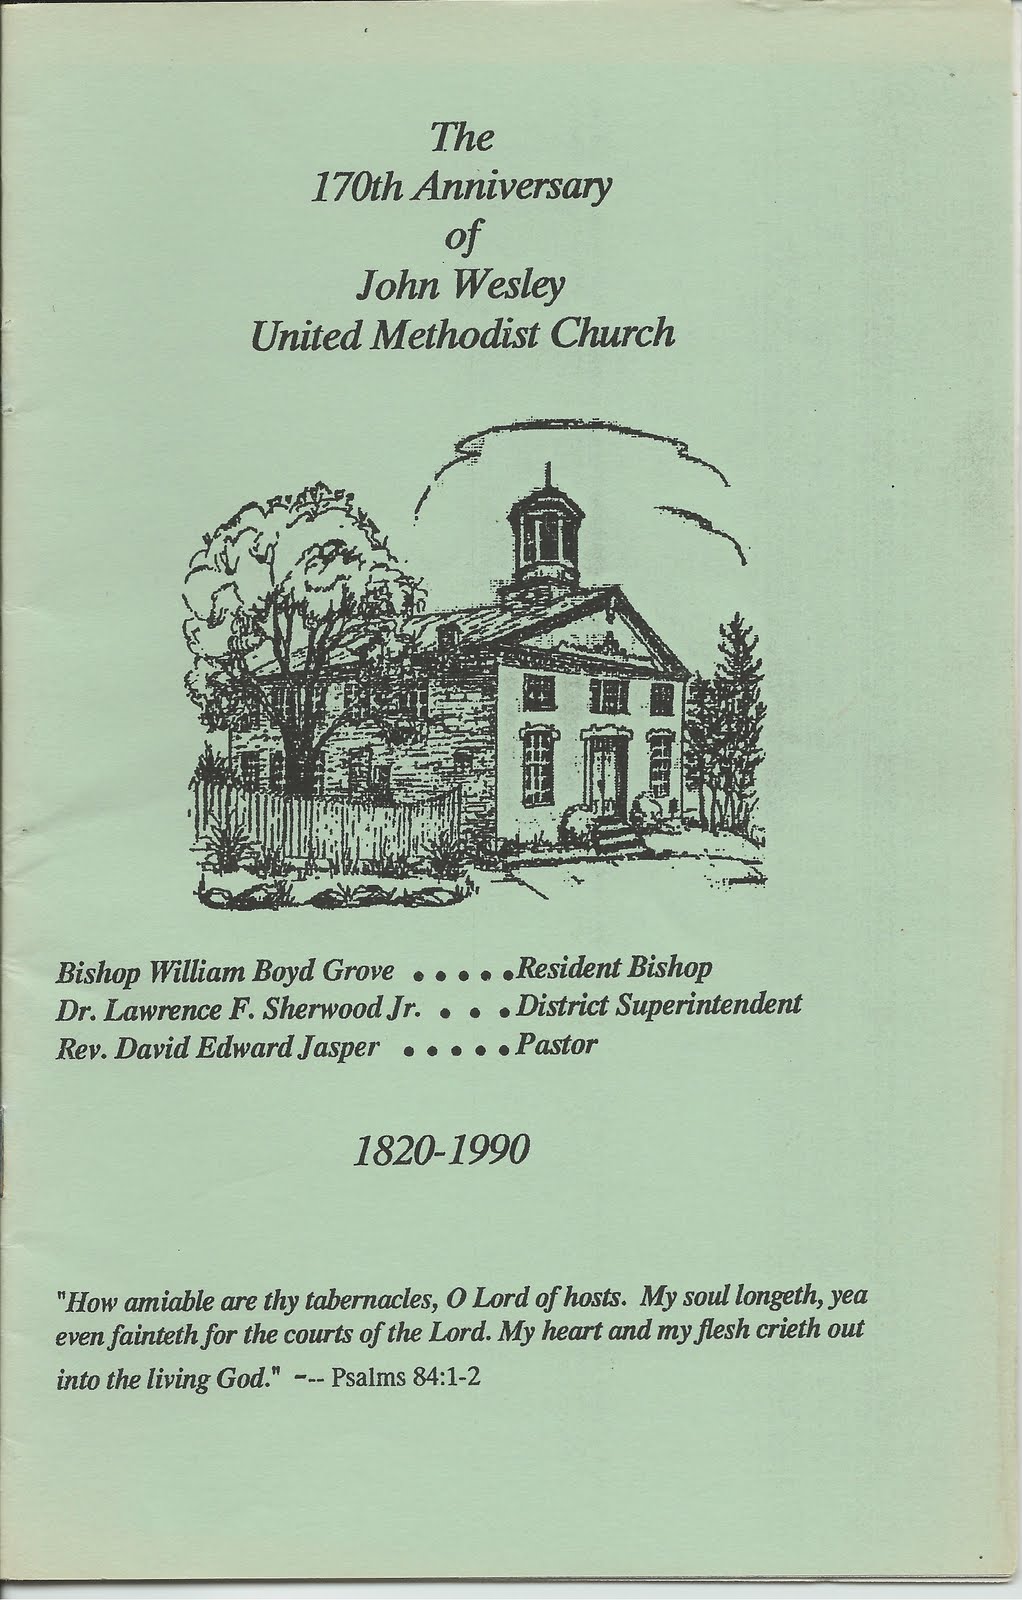 The
170th Anniversary
of
John Wesley
United Methodist Church
Bishop William Boyd Grove . . . . . Resident Bishop
Dr. Lawrence F. Sherwood Jr. . . . District Superintendent
Rev. David Edward Jasper . . . . . Pastor
1820-1990
"How amiable are thy tabernacles, O Lord of hosts. My soul longeth, yea
even fainteth for the courts of the Lord. My heart and my flesh crieth out
into the living God." --- Psalms 84:1-2